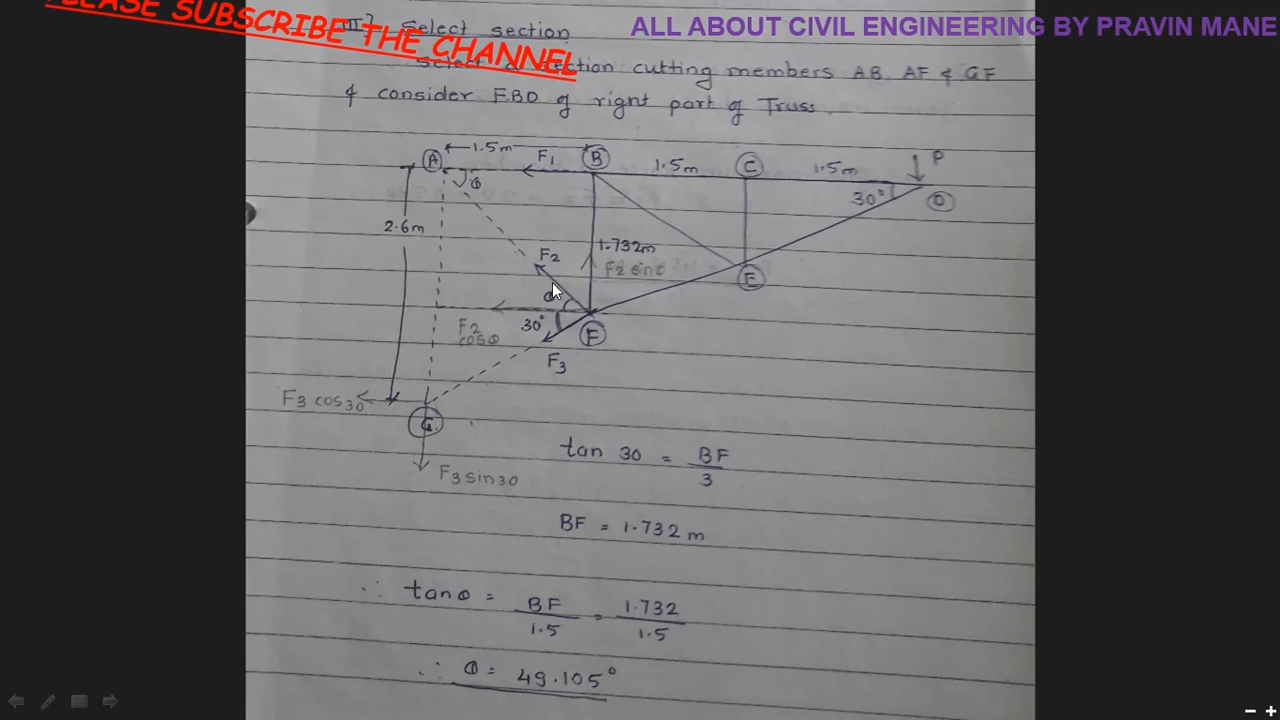 PLEASE SUBSCRIBE THE CHANNEL
ALL ABOUT CIVIL ENGINEERING BY PRAVIN MANE
III] Select section
Select a section cutting members AB, AF & GF
& consider F.B.D of right part of Truss.
A
1.5m
F1
B
1.5m
C
1.5m
P
θ
30°
D
2.6m
F2
1.732m
F2 sinθ
E
θ
F2 cosθ
30°
F
F3
F3 cos30
G
F3 sin30
tan 30 = BF
3
BF = 1.732 m
∴ tanθ = BF = 1.732
1.5 1.5
∴ θ = 49.105°